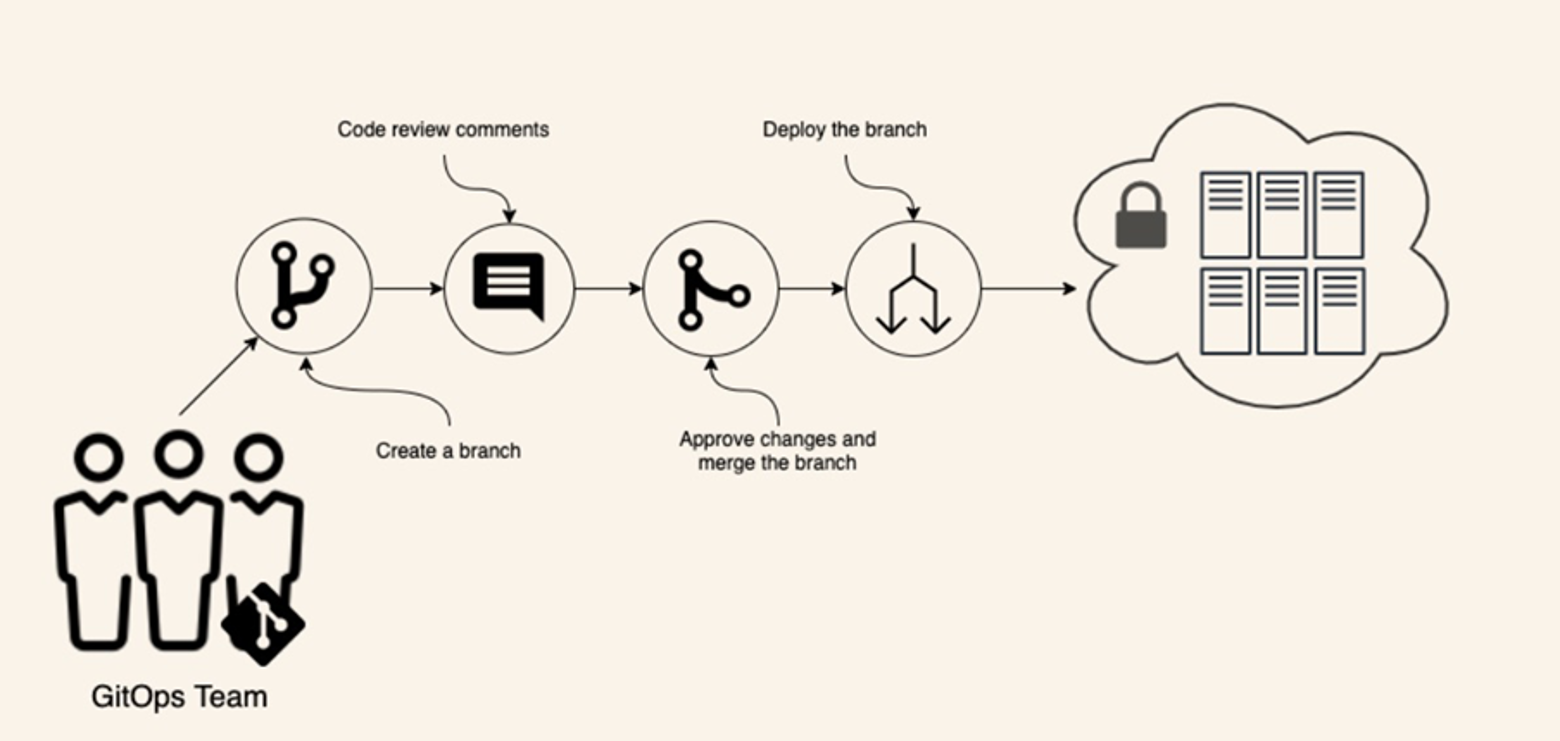 Code review comments
Deploy the branch
Create a branch
Approve changes and
merge the branch
GitOps Team